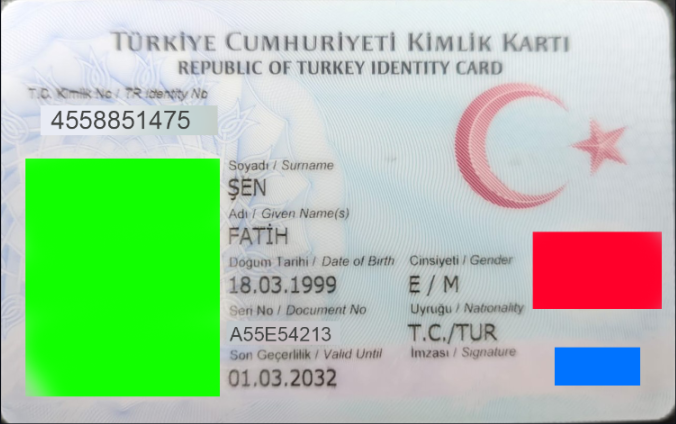 TÜRKİYE CUMHURİYETİ KİMLİK KARTI
REPUBLIC OF TURKEY IDENTITY CARD
T.C. Kimlik No / TR Identity No
4558851475
Soyadı / Surname
ŞEN
Adı / Given Name(s)
FATİH
Doğum Tarihi / Date of Birth Cinsiyeti / Gender
18.03.1999 E / M
Seri No / Document No Uyruğu / Nationality
A55E54213 T.C./TUR
Son Geçerlilik / Valid Until İmzası / Signature
01.03.2032